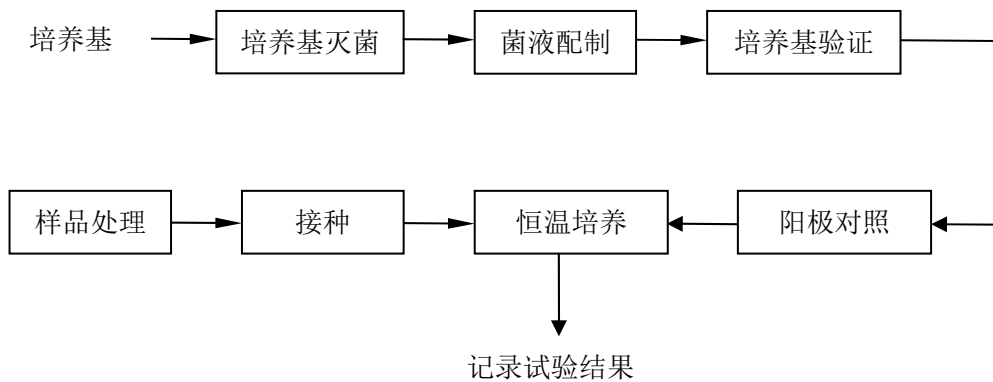 培养基
培养基灭菌
菌液配制
培养基验证
样品处理
接种
恒温培养
阳极对照
记录试验结果